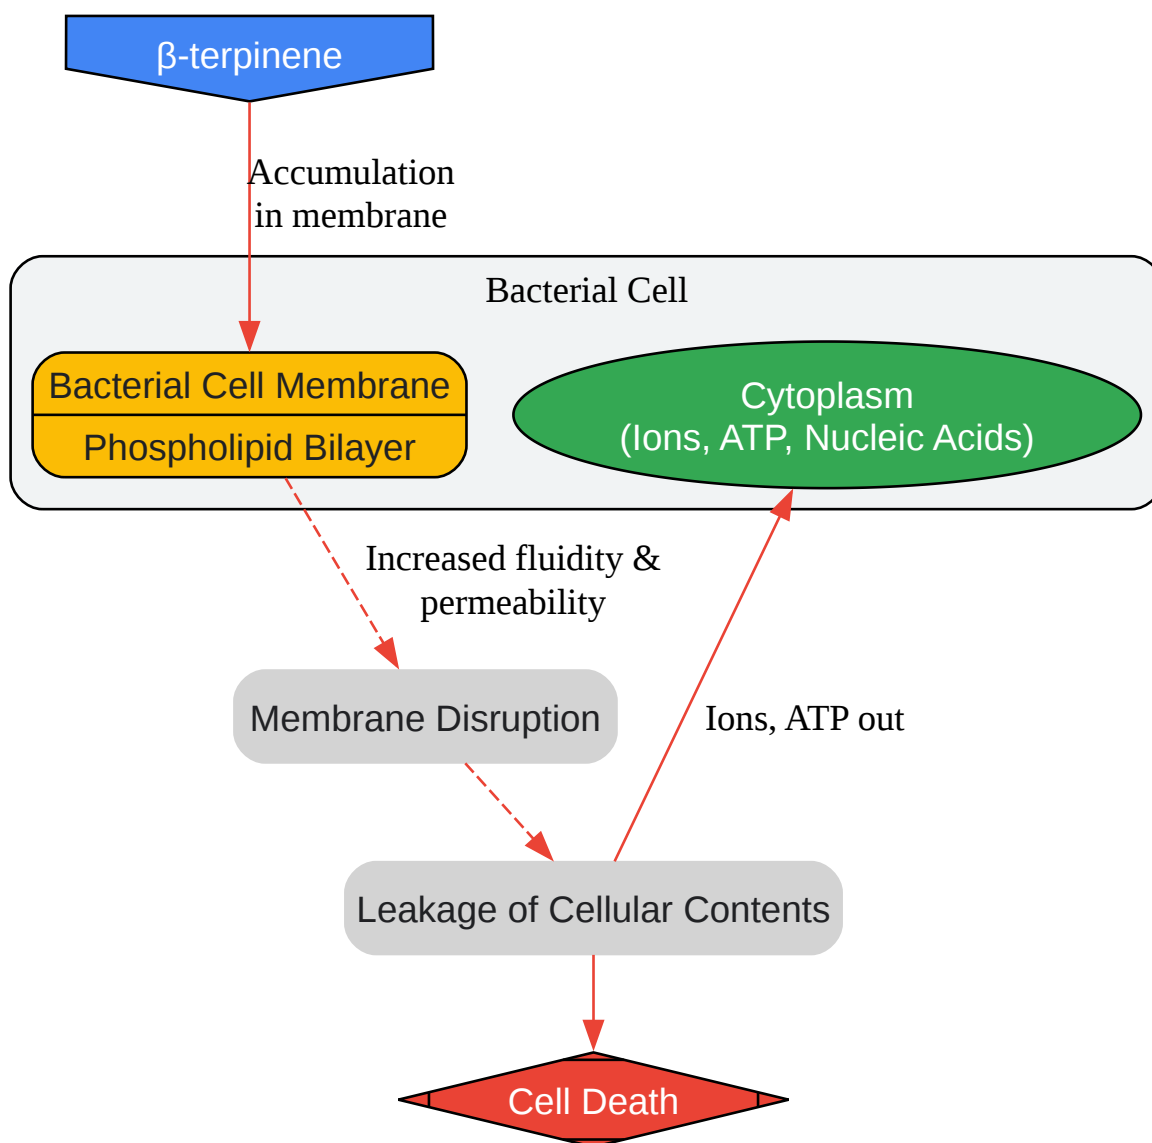 β-terpinene
Accumulation
in membrane
Bacterial Cell
Bacterial Cell Membrane
Phospholipid Bilayer
Cytoplasm
(Ions, ATP, Nucleic Acids)
Increased fluidity &
permeability
Membrane Disruption
Ions, ATP out
Leakage of Cellular Contents
Cell Death